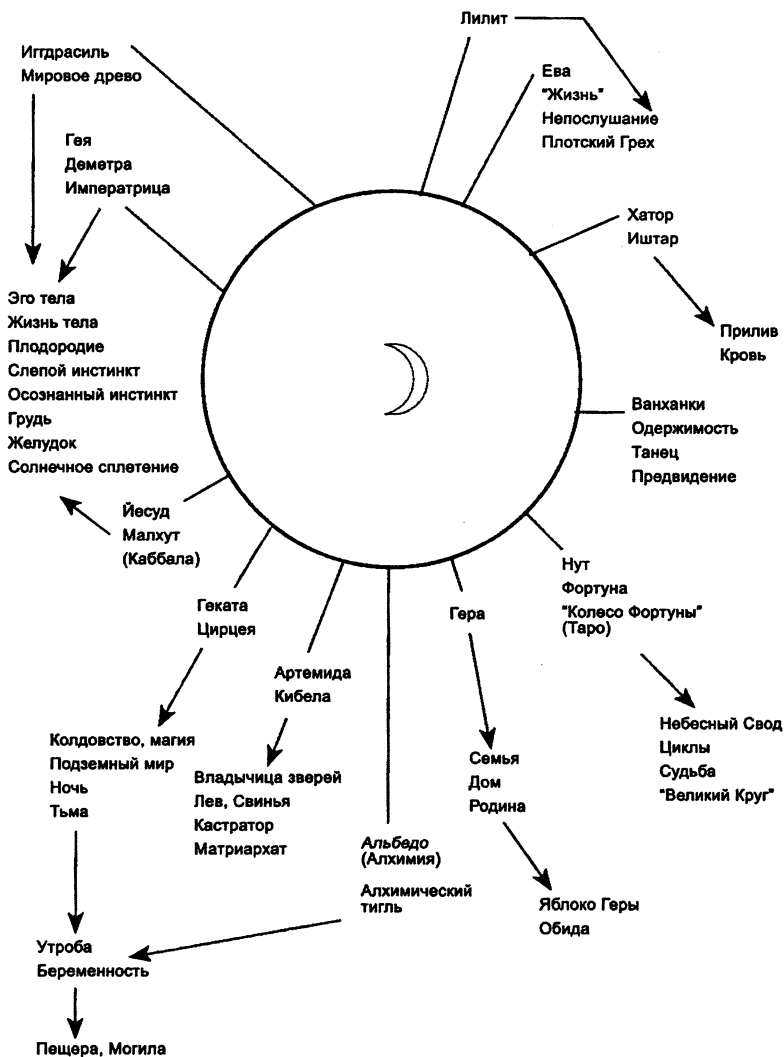 Лилит
Иггдрасиль
Мировое древо
Ева
"Жизнь"
Непослушание
Плотский Грех
Гея
Деметра
Императрица
Хатор
Иштар
Эго тела
Жизнь тела
Плодородие
Слепой инстинкт
Осознанный инстинкт
Грудь
Желудок
Солнечное сплетение
Прилив
Кровь
Ванханки
Одержимость
Танец
Предвидение
Йесуд
Малхут
(Каббала)
Нут
Фортуна
"Колесо Фортуны"
(Таро)
Геката
Цирцея
Гера
Артемида
Кибела
Небесный Свод
Циклы
Судьба
"Великий Круг"
Колдовство, магия
Подземный мир
Ночь
Тьма
Владычица зверей
Лев, Свинья
Кастратор
Матриархат
Семья
Дом
Родина
Альбедо
(Алхимия)
Алхимический
тигль
Яблоко Геры
Обида
Утроба
Беременность
Пещера, Могила